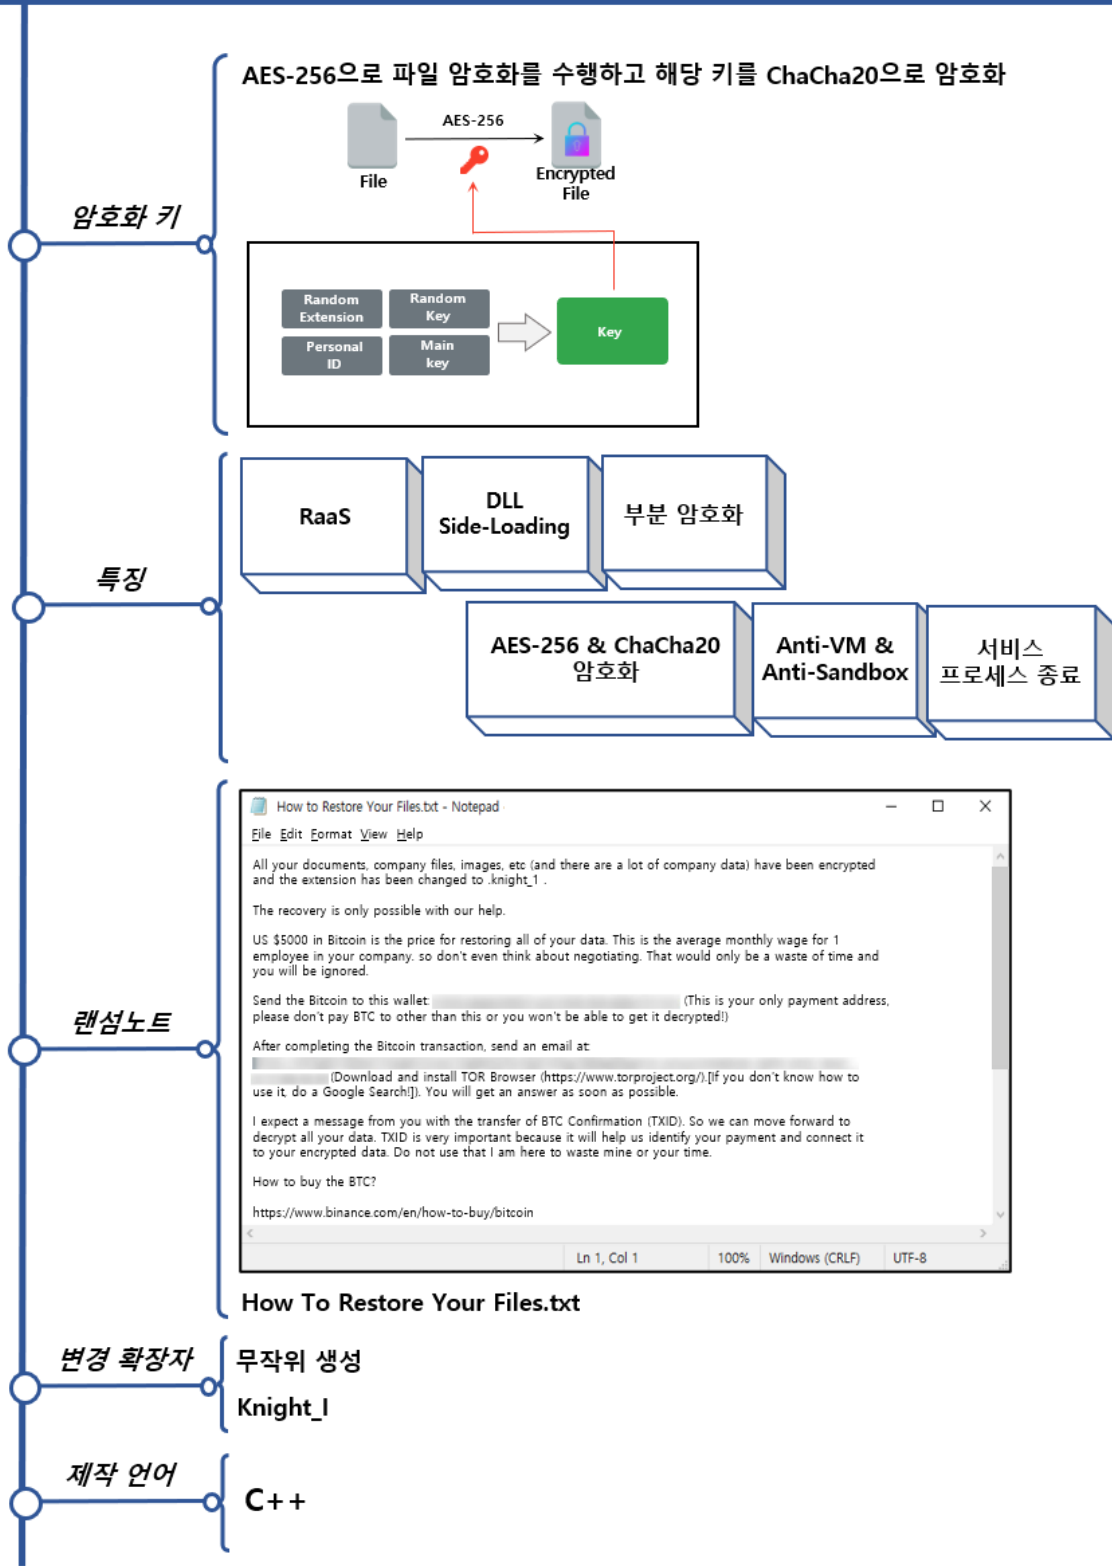 AES-256으로 파일 암호화를 수행하고 해당 키를 ChaCha20으로 암호화
AES-256
File
Encrypted
File
암호화 키
Random
Extension
Random
Key
Personal
ID
Main
key
Key
RaaS
DLL
Side-Loading
부분 암호화
특징
AES-256 & ChaCha20
암호화
Anti-VM &
Anti-Sandbox
서비스
프로세스 종료
How to Restore Your Files.txt - Notepad
File Edit Format View Help
All your documents, company files, images, etc (and there are a lot of company data) have been encrypted
and the extension has been changed to .knight_1 .
The recovery is only possible with our help.
US $5000 in Bitcoin is the price for restoring all of your data. This is the average monthly wage for 1
employee in your company. so don't even think about negotiating. That would only be a waste of time and
you will be ignored.
Send the Bitcoin to this wallet: (This is your only payment address,
please don't pay BTC to other than this or you won't be able to get it decrypted!)
After completing the Bitcoin transaction, send an email at:
(Download and install TOR Browser (https://www.torproject.org/).[If you don't know how to
use it, do a Google Search!]). You will get an answer as soon as possible.
I expect a message from you with the transfer of BTC Confirmation (TXID). So we can move forward to
decrypt all your data. TXID is very important because it will help us identify your payment and connect it
to your encrypted data. Do not use that I am here to waste mine or your time.
How to buy the BTC?
https://www.binance.com/en/how-to-buy/bitcoin
Ln 1, Col 1 100% Windows (CRLF) UTF-8
랜섬노트
How To Restore Your Files.txt
변경 확장자
무작위 생성
Knight_I
제작 언어
C++